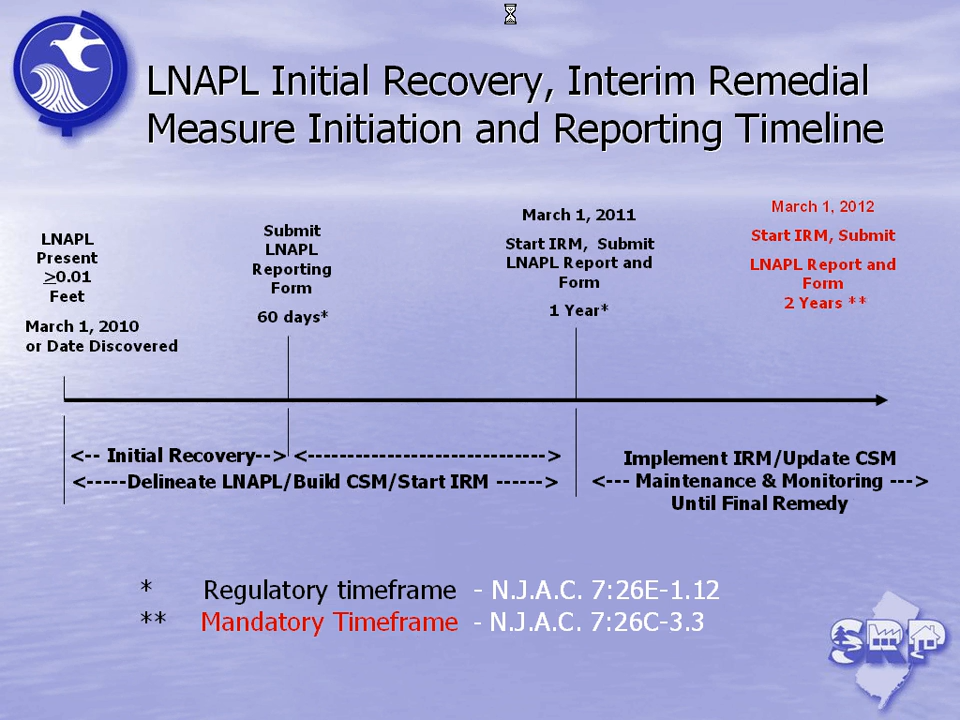 LNAPL Initial Recovery, Interim Remedial
Measure Initiation and Reporting Timeline
LNAPL
Present
≥0.01
Feet
March 1, 2010
or Date Discovered
Submit
LNAPL
Reporting
Form
60 days*
March 1, 2011
Start IRM, Submit
LNAPL Report and
Form
1 Year*
March 1, 2012
Start IRM, Submit
LNAPL Report and
Form
2 Years **
<-- Initial Recovery--> <------------------------------>
<-----Delineate LNAPL/Build CSM/Start IRM ------>
Implement IRM/Update CSM
<--- Maintenance & Monitoring --->
Until Final Remedy
* Regulatory timeframe - N.J.A.C. 7:26E-1.12
** Mandatory Timeframe - N.J.A.C. 7:26C-3.3
SRP